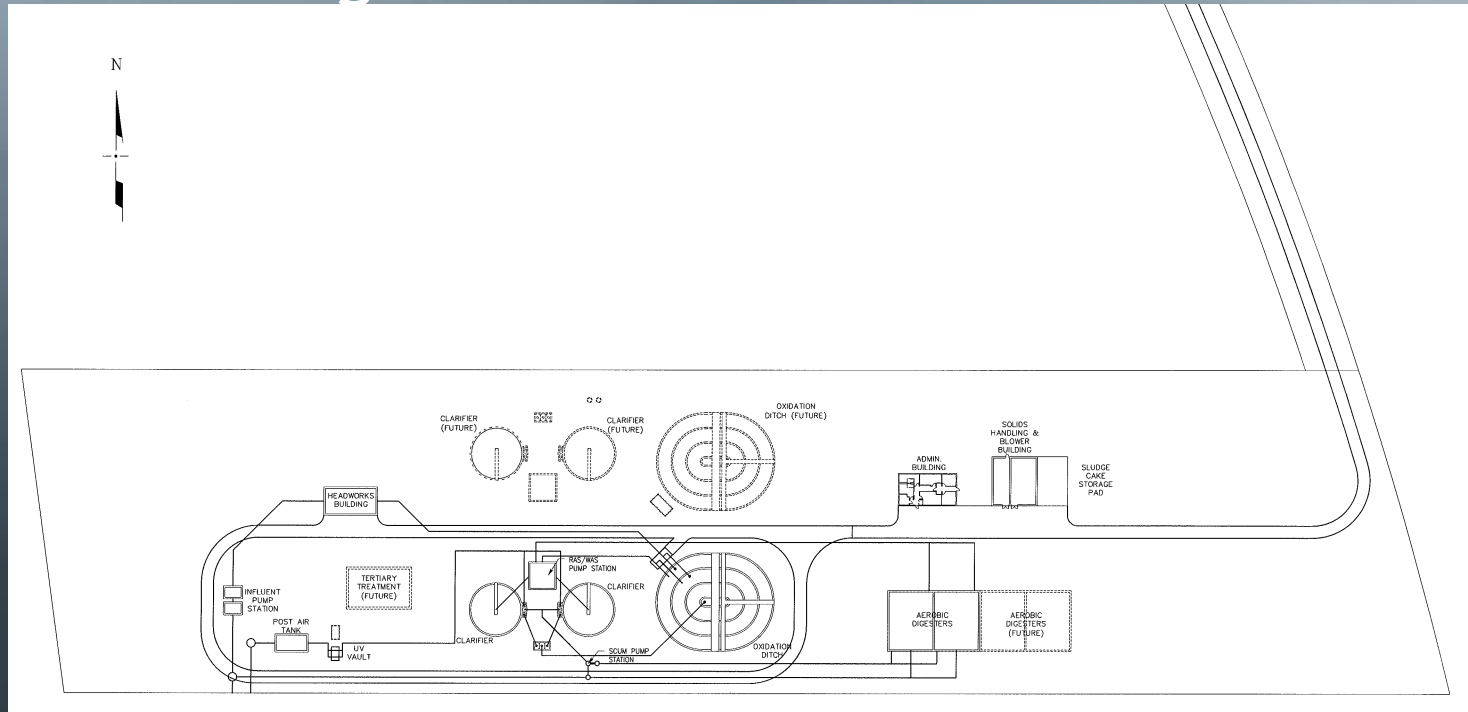 N
CLARIFIER
(FUTURE)
CLARIFIER
(FUTURE)
OXIDATION
DITCH (FUTURE)
SOLIDS
HANDLING &
BLOWER
BUILDING
ADMIN.
BUILDING
SLUDGE
CAKE
STORAGE
PAD
HEADWORKS
BUILDING
RAS/WAS
PUMP STATION
TERTIARY
TREATMENT
(FUTURE)
CLARIFIER
INFLUENT
PUMP
STATION
POST AIR
TANK
AEROBIC
DIGESTERS
AEROBIC
DIGESTERS
(FUTURE)
CLARIFIER
UV
VAULT
SCUM PUMP
STATION
OXIDATION
DITCH